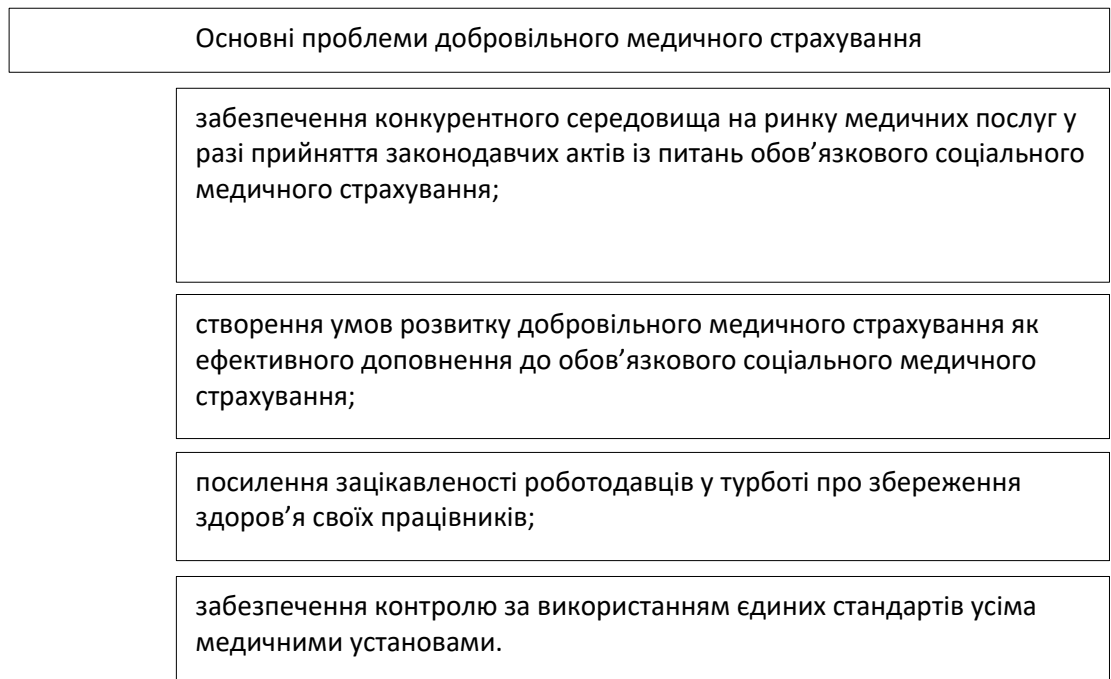 Основні проблеми добровільного медичного страхування
забезпечення конкурентного середовища на ринку медичних послуг у
разі прийняття законодавчих актів із питань обов’язкового соціального
медичного страхування;
створення умов розвитку добровільного медичного страхування як
ефективного доповнення до обов’язкового соціального медичного
страхування;
посилення зацікавленості роботодавців у турботі про збереження
здоров’я своїх працівників;
забезпечення контролю за використанням єдиних стандартів усіма
медичними установами.